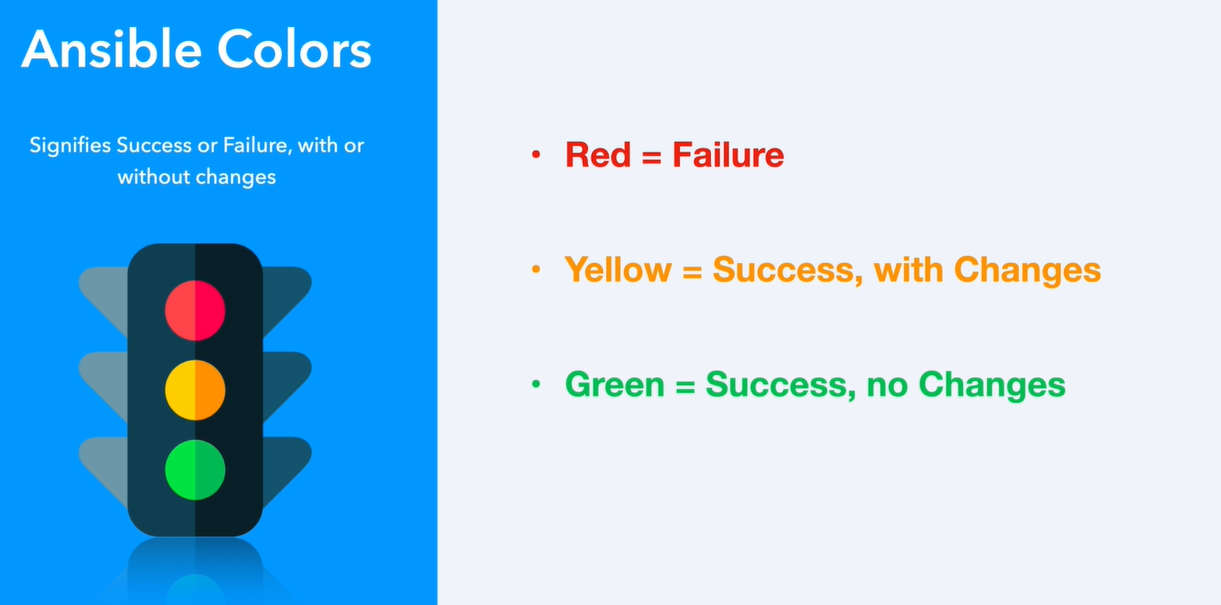 Ansible Colors
Signifies Success or Failure, with or
without changes
• Red = Failure
• Yellow = Success, with Changes
• Green = Success, no Changes